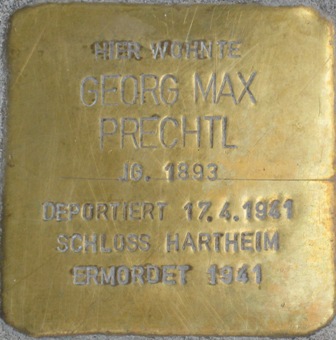 HIER WOHNTE
GEORG MAX
PRECHTL
JG. 1893
DEPORTIERT 17.4.1941
SCHLOSS HARTHEIM
ERMORDET 1941